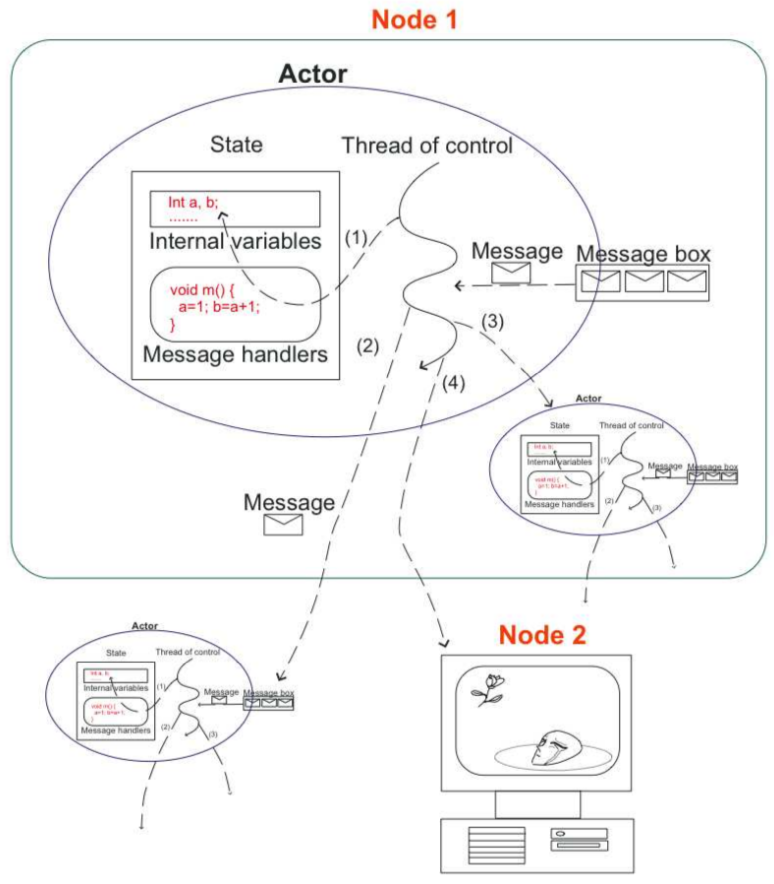 Node 1
Actor
State
Thread of control
Int a, b;
.......
Internal variables
(1)
Message
Message box
void m() {
a=1; b=a+1;
}
Message handlers
(2)
(3)
(4)
Actor
State
Thread of control
Int a, b;
Internal variables
(1)
Message
Message box
void m() {
a=1; b=a+1;
}
Message handlers
(2)
(3)
Message
Node 2
Actor
State
Thread of control
Int a, b;
Internal variables
(1)
Message
Message box
void m() {
a=1; b=a+1;
}
Message handlers
(2)
(3)